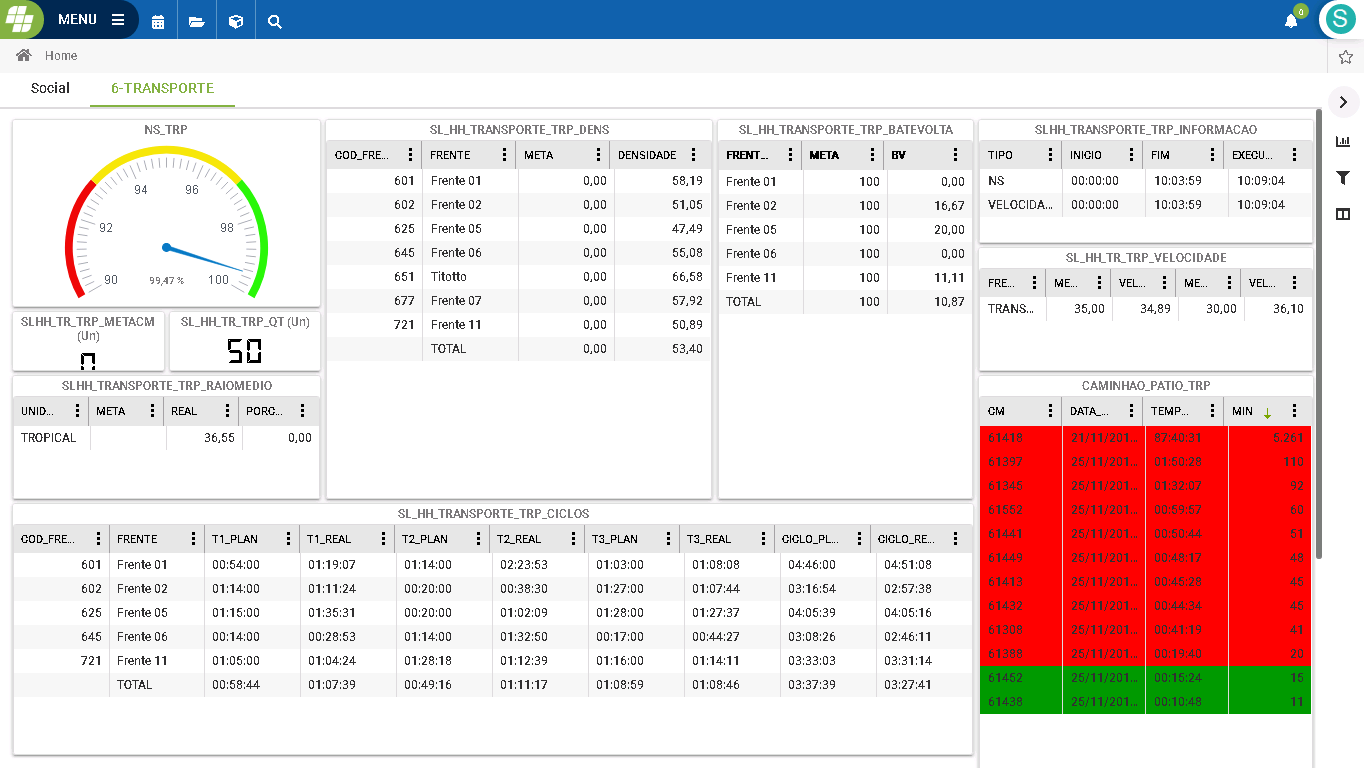 MENU
0
S
Home
Social 6-TRANSPORTE
NS_TRP
90 92 94 96 98 100
99,47 %
SLHH_TR_TRP_METACM (Un)
0
SL_HH_TR_TRP_QT (Un)
50
SLHH_TRANSPORTE_TRP_RAIOMEDIO
UNID... META REAL PORC...
TROPICAL 36,55 0,00
SL_HH_TRANSPORTE_TRP_DENS
COD_FRE... FRENTE META DENSIDADE
601 Frente 01 0,00 58,19
602 Frente 02 0,00 51,05
625 Frente 05 0,00 47,49
645 Frente 06 0,00 55,08
651 Titotto 0,00 66,58
677 Frente 07 0,00 57,92
721 Frente 11 0,00 50,89
TOTAL 0,00 53,40
SL_HH_TRANSPORTE_TRP_BATEVOLTA
FRENT... META BV
Frente 01 100 0,00
Frente 02 100 16,67
Frente 05 100 20,00
Frente 06 100 0,00
Frente 11 100 11,11
TOTAL 100 10,87
SLHH_TRANSPORTE_TRP_INFORMACAO
TIPO INICIO FIM EXECU...
NS 00:00:00 10:03:59 10:09:04
VELOCIDA... 00:00:00 10:03:59 10:09:04
SL_HH_TR_TRP_VELOCIDADE
FRE... ME... VEL... ME... VEL...
TRANS... 35,00 34,89 30,00 36,10
CAMINHAO_PATIO_TRP
CM DATA_... TEMP... MIN
61418 21/11/201... 87:40:31 5.261
61397 25/11/201... 01:50:28 110
61345 25/11/201... 01:32:07 92
61552 25/11/201... 00:59:57 60
61441 25/11/201... 00:50:44 51
61449 25/11/201... 00:48:17 48
61413 25/11/201... 00:45:28 45
61432 25/11/201... 00:44:34 45
61308 25/11/201... 00:41:19 41
61388 25/11/201... 00:19:40 20
61452 25/11/201... 00:15:24 15
61438 25/11/201... 00:10:48 11
SL_HH_TRANSPORTE_TRP_CICLOS
COD_FRE... FRENTE T1_PLAN T1_REAL T2_PLAN T2_REAL T3_PLAN T3_REAL CICLO_PL... CICLO_RE...
601 Frente 01 00:54:00 01:19:07 01:14:00 02:23:53 01:03:00 01:08:08 04:46:00 04:51:08
602 Frente 02 01:14:00 01:11:24 00:20:00 00:38:30 01:27:00 01:07:44 03:16:54 02:57:38
625 Frente 05 01:15:00 01:35:31 00:20:00 01:02:09 01:28:00 01:27:37 04:05:39 04:05:16
645 Frente 06 00:14:00 00:28:53 01:14:00 01:32:50 00:17:00 00:44:27 03:08:26 02:46:11
721 Frente 11 01:05:00 01:04:24 01:28:18 01:12:39 01:16:00 01:14:11 03:33:03 03:31:14
TOTAL 00:58:44 01:07:39 00:49:16 01:11:17 01:08:59 01:08:46 03:37:39 03:27:41